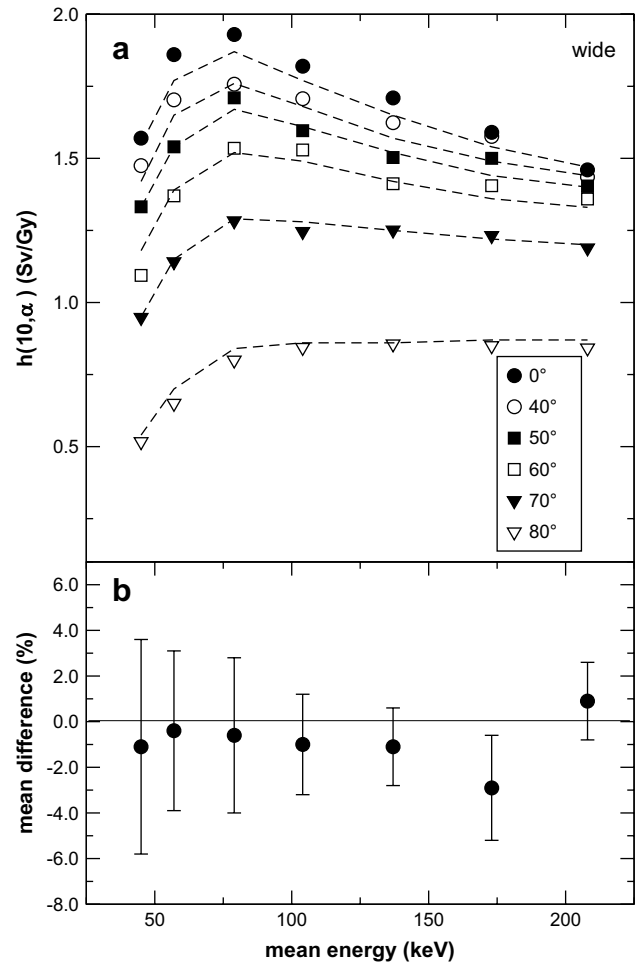 a
wide
2.0
1.5
1.0
0.5
h(10,α) (Sv/Gy)
0°
40°
50°
60°
70°
80°
b
6.0
4.0
2.0
0.0
-2.0
-4.0
-6.0
-8.0
mean difference (%)
50 100 150 200
mean energy (keV)